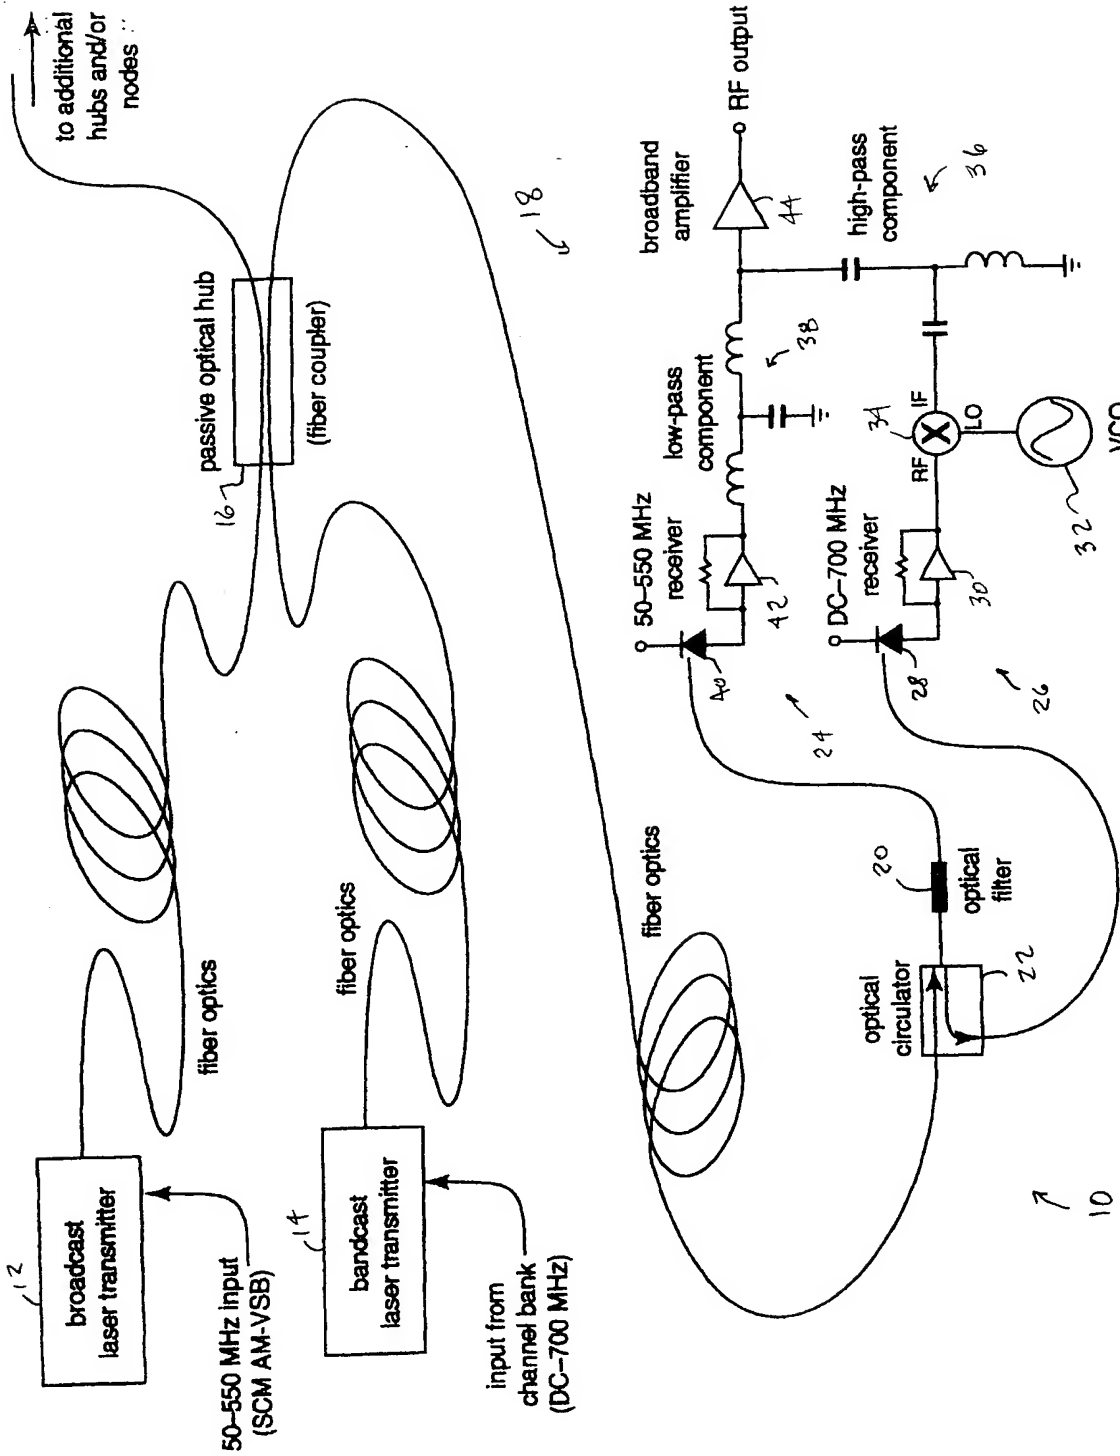 12
broadcast
laser transmitter
50–550 MHz input
(SCM AM-VSB)
14
bandcast
laser transmitter
input from
channel bank
(DC–700 MHz)
fiber optics
fiber optics
16
passive optical hub
(fiber coupler)
to additional
hubs and/or
nodes
18
fiber optics
10
optical
circulator
22
20
optical
filter
24
26
50–550 MHz
receiver
40
42
DC–700 MHz
receiver
28
30
low-pass
component
38
RF
34
IF
LO
32
VCO
broadband
amplifier
44
RF output
high-pass
component
36